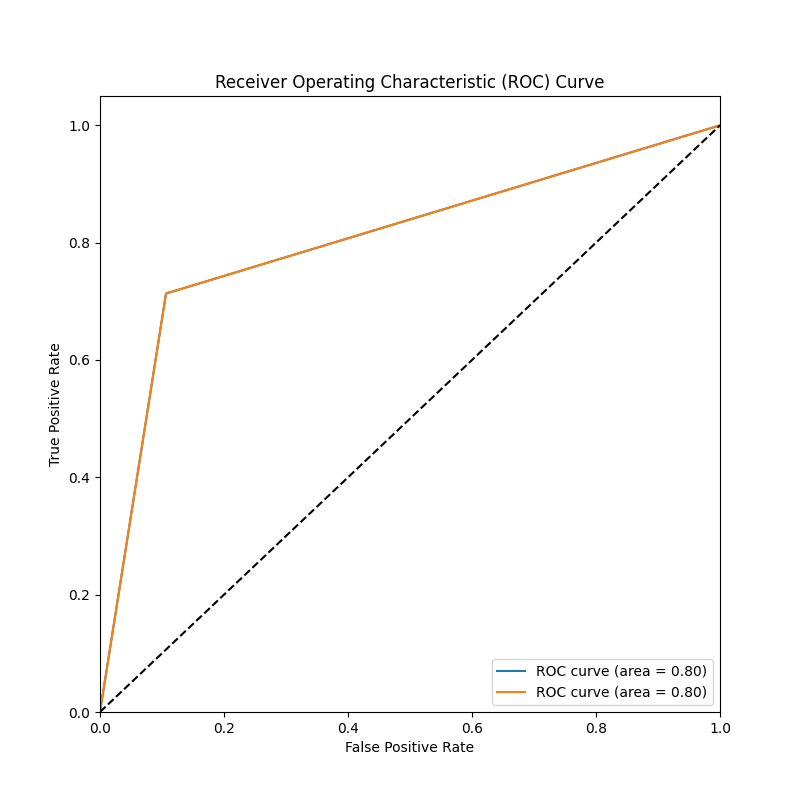 Receiver Operating Characteristic (ROC) Curve
1.0
0.8
0.6
0.4
0.2
0.0
True Positive Rate
0.0 0.2 0.4 0.6 0.8 1.0
False Positive Rate
ROC curve (area = 0.80)
ROC curve (area = 0.80)